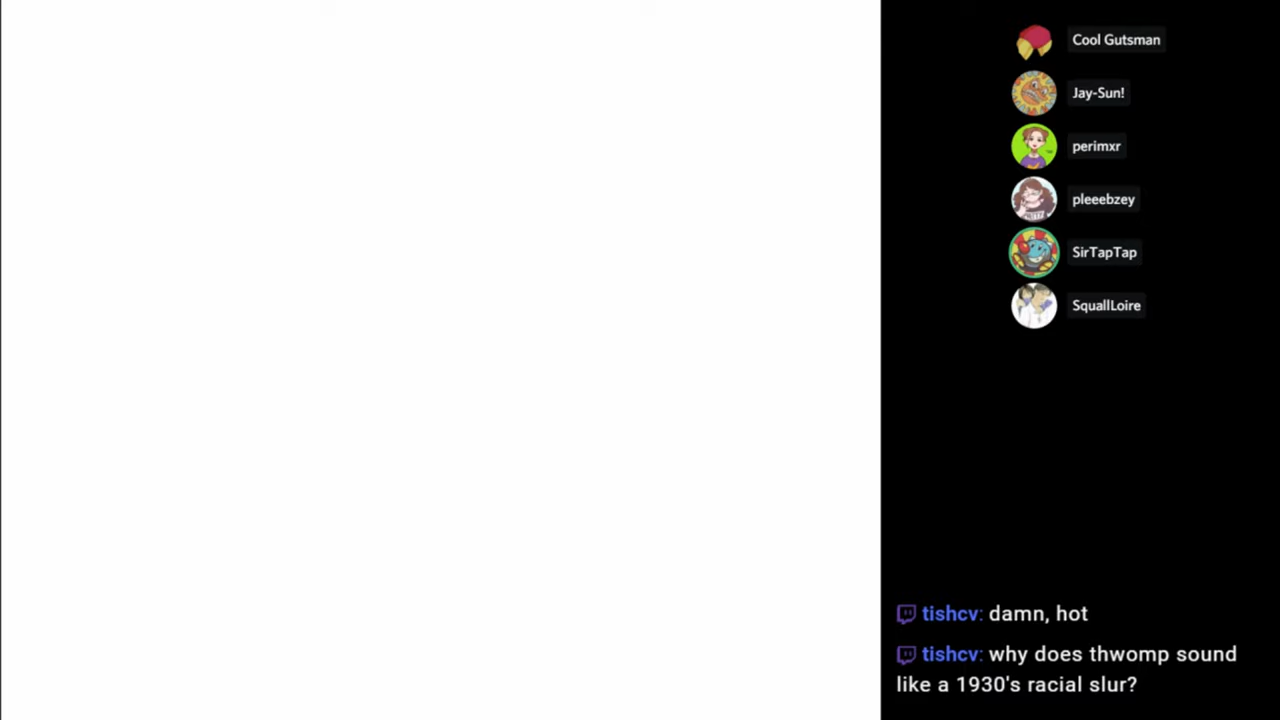 Cool Gutsman
Jay-Sun!
perimxr
pleeebzey
SirTapTap
SquallLoire
tishcv: damn, hot
tishcv: why does thwomp sound
like a 1930's racial slur?